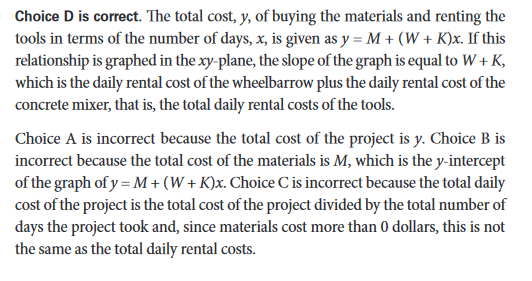 Choice D is correct. The total cost, y, of buying the materials and renting the
tools in terms of the number of days, x, is given as y = M + (W + K)x. If this
relationship is graphed in the xy-plane, the slope of the graph is equal to W + K,
which is the daily rental cost of the wheelbarrow plus the daily rental cost of the
concrete mixer, that is, the total daily rental costs of the tools.
Choice A is incorrect because the total cost of the project is y. Choice B is
incorrect because the total cost of the materials is M, which is the y-intercept
of the graph of y = M + (W + K)x. Choice C is incorrect because the total daily
cost of the project is the total cost of the project divided by the total number of
days the project took and, since materials cost more than 0 dollars, this is not
the same as the total daily rental costs.